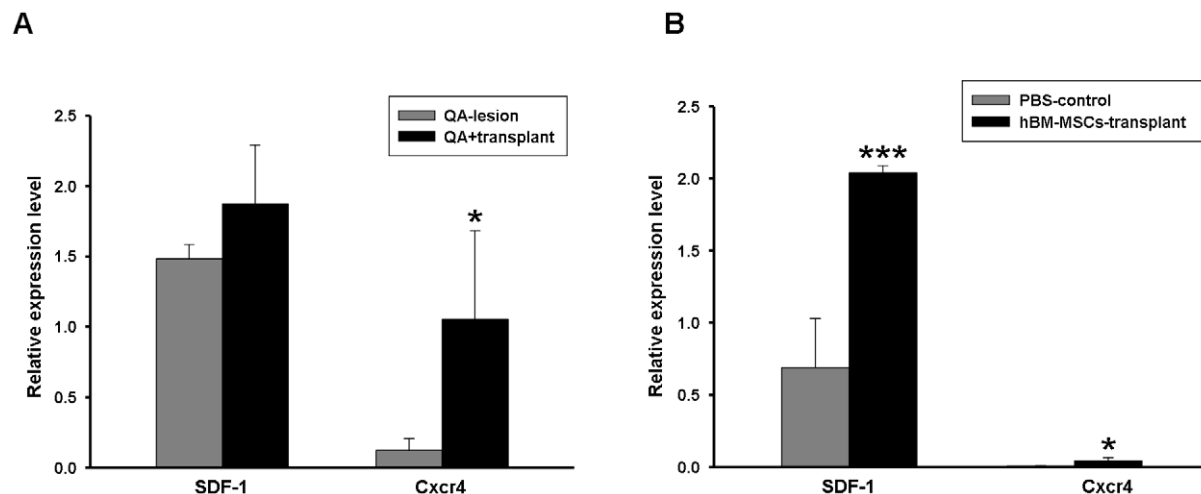 A
QA-lesion
QA+transplant
Relative expression level
2.5
2.0
1.5
1.0
0.5
0.0
*
SDF-1
Cxcr4
B
PBS-control
hBM-MSCs-transplant
Relative expression level
2.5
2.0
1.5
1.0
0.5
0.0
***
*
SDF-1
Cxcr4